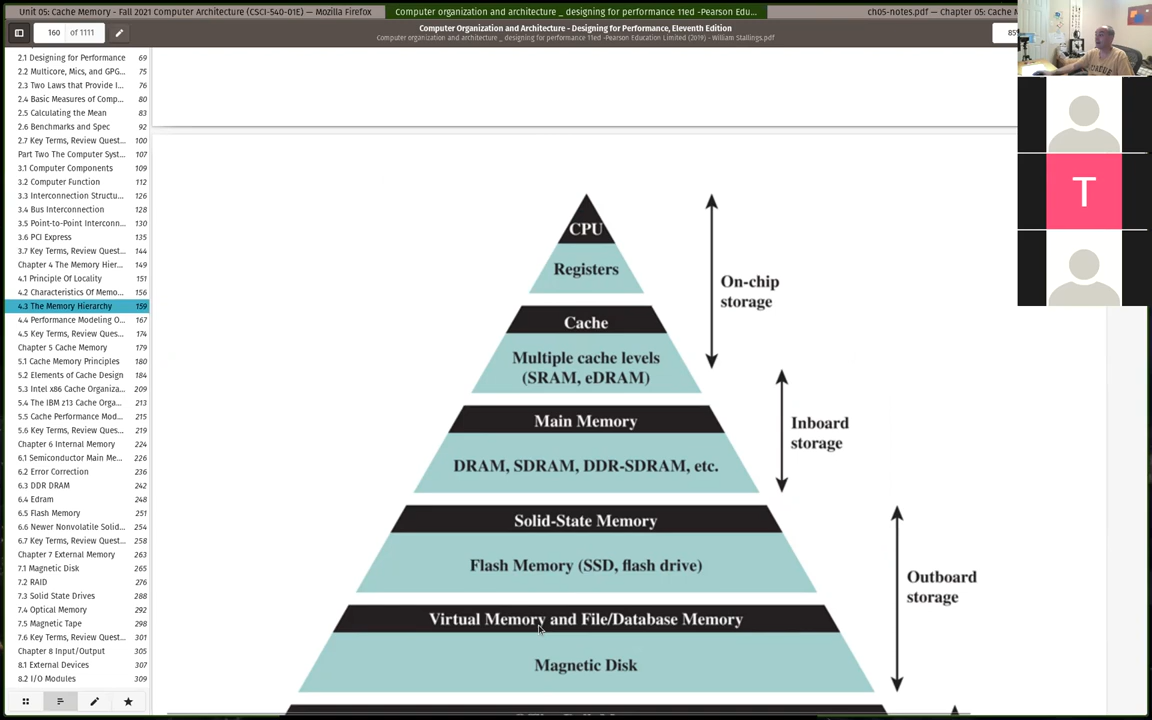 Unit 05: Cache Memory - Fall 2021 Computer Architecture (CSCI-540-01E) — Mozilla Firefox
Computer organization and architecture _ designing for performance 11ed -Pearson Edu...
ch05-notes.pdf — Chapter 05: Cache M
160 of 1111
Computer Organization and Architecture - Designing for Performance, Eleventh Edition
Computer organization and architecture _ designing for performance 11ed -Pearson Education Limited (2019) - William Stallings.pdf
85%
2.1 Designing for Performance 69
2.2 Multicore, Mics, and GPG... 75
2.3 Two Laws that Provide I... 76
2.4 Basic Measures of Comp... 80
2.5 Calculating the Mean 83
2.6 Benchmarks and Spec 92
2.7 Key Terms, Review Quest... 100
Part Two The Computer Syst... 107
3.1 Computer Components 109
3.2 Computer Function 112
3.3 Interconnection Structu... 126
3.4 Bus Interconnection 128
3.5 Point-to-Point Interconn... 130
3.6 PCI Express 135
3.7 Key Terms, Review Quest... 144
Chapter 4 The Memory Hier... 149
4.1 Principle Of Locality 151
4.2 Characteristics Of Memo... 156
4.3 The Memory Hierarchy 159
4.4 Performance Modeling O... 167
4.5 Key Terms, Review Ques... 174
Chapter 5 Cache Memory 179
5.1 Cache Memory Principles 180
5.2 Elements of Cache Design 184
5.3 Intel x86 Cache Organiza... 209
5.4 The IBM z13 Cache Orga... 213
5.5 Cache Performance Mod... 215
5.6 Key Terms, Review Ques... 219
Chapter 6 Internal Memory 224
6.1 Semiconductor Main Me... 226
6.2 Error Correction 236
6.3 DDR DRAM 242
6.4 Edram 248
6.5 Flash Memory 251
6.6 Newer Nonvolatile Solid... 254
6.7 Key Terms, Review Quest... 258
Chapter 7 External Memory 263
7.1 Magnetic Disk 265
7.2 RAID 276
7.3 Solid State Drives 288
7.4 Optical Memory 292
7.5 Magnetic Tape 298
7.6 Key Terms, Review Quest... 301
Chapter 8 Input/Output 305
8.1 External Devices 307
8.2 I/O Modules 309
CPU
Registers
On-chip
storage
Cache
Multiple cache levels
(SRAM, eDRAM)
Main Memory
DRAM, SDRAM, DDR-SDRAM, etc.
Inboard
storage
Solid-State Memory
Flash Memory (SSD, flash drive)
Outboard
storage
Virtual Memory and File/Database Memory
Magnetic Disk
T